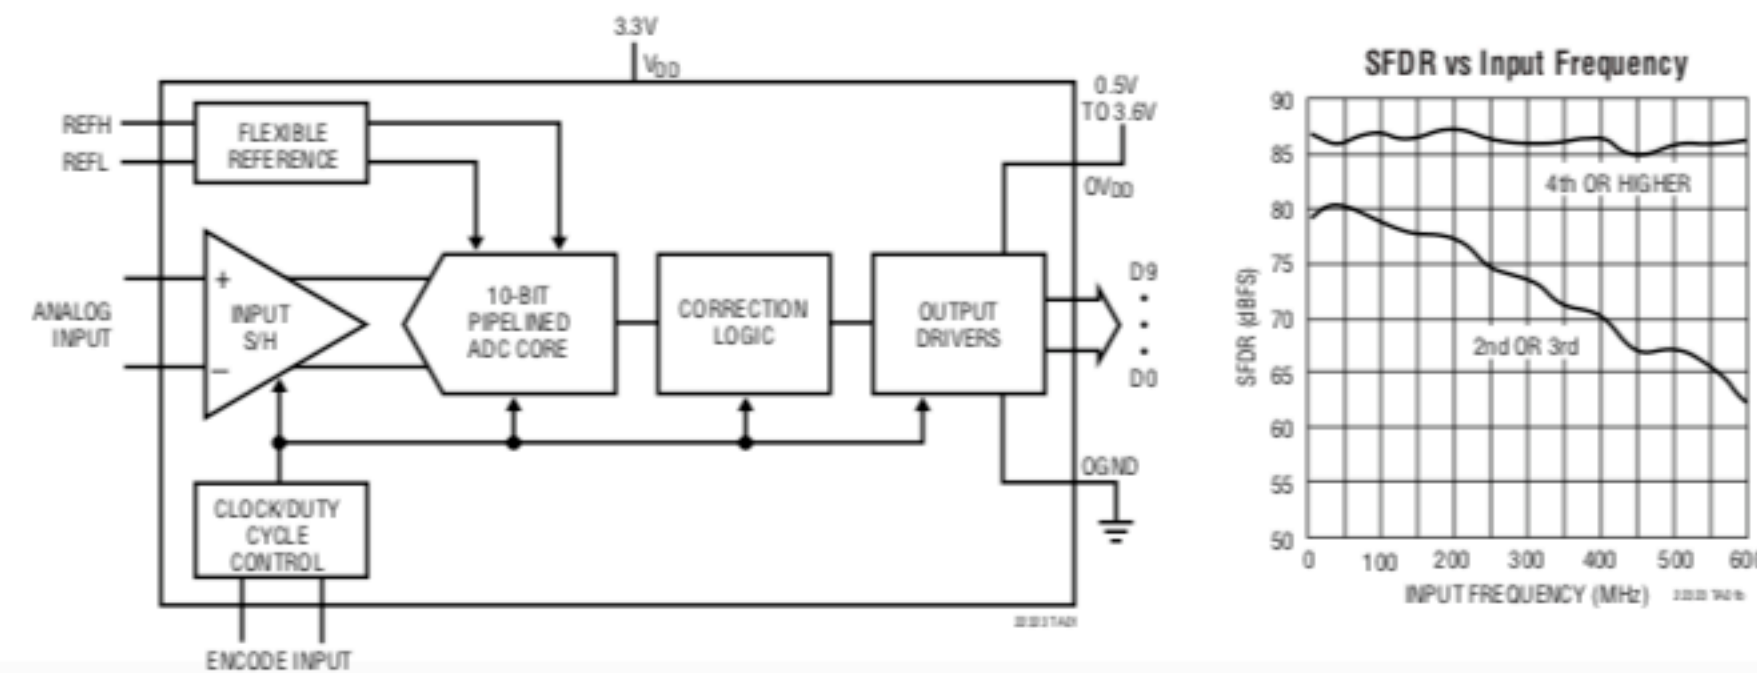 3.3V
VDD
0.5V
TO 3.6V
REFH
REFL
FLEXIBLE
REFERENCE
OVDD
ANALOG
INPUT
+
INPUT
S/H
–
10-BIT
PIPELINED
ADC CORE
CORRECTION
LOGIC
OUTPUT
DRIVERS
D9
•
•
•
D0
OGND
CLOCK/DUTY
CYCLE
CONTROL
ENCODE INPUT
SFDR vs Input Frequency
SFDR (dBFS)
90
85
80
75
70
65
60
55
50
4th OR HIGHER
2nd OR 3rd
0 100 200 300 400 500 600
INPUT FREQUENCY (MHz)